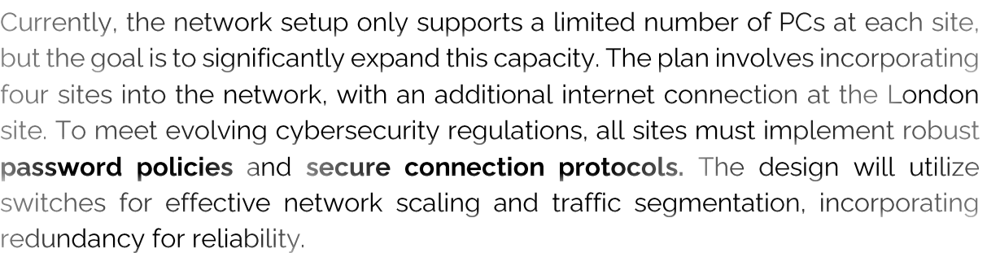 Currently, the network setup only supports a limited number of PCs at each site,
but the goal is to significantly expand this capacity. The plan involves incorporating
four sites into the network, with an additional internet connection at the London
site. To meet evolving cybersecurity regulations, all sites must implement robust
password policies and secure connection protocols. The design will utilize
switches for effective network scaling and traffic segmentation, incorporating
redundancy for reliability.